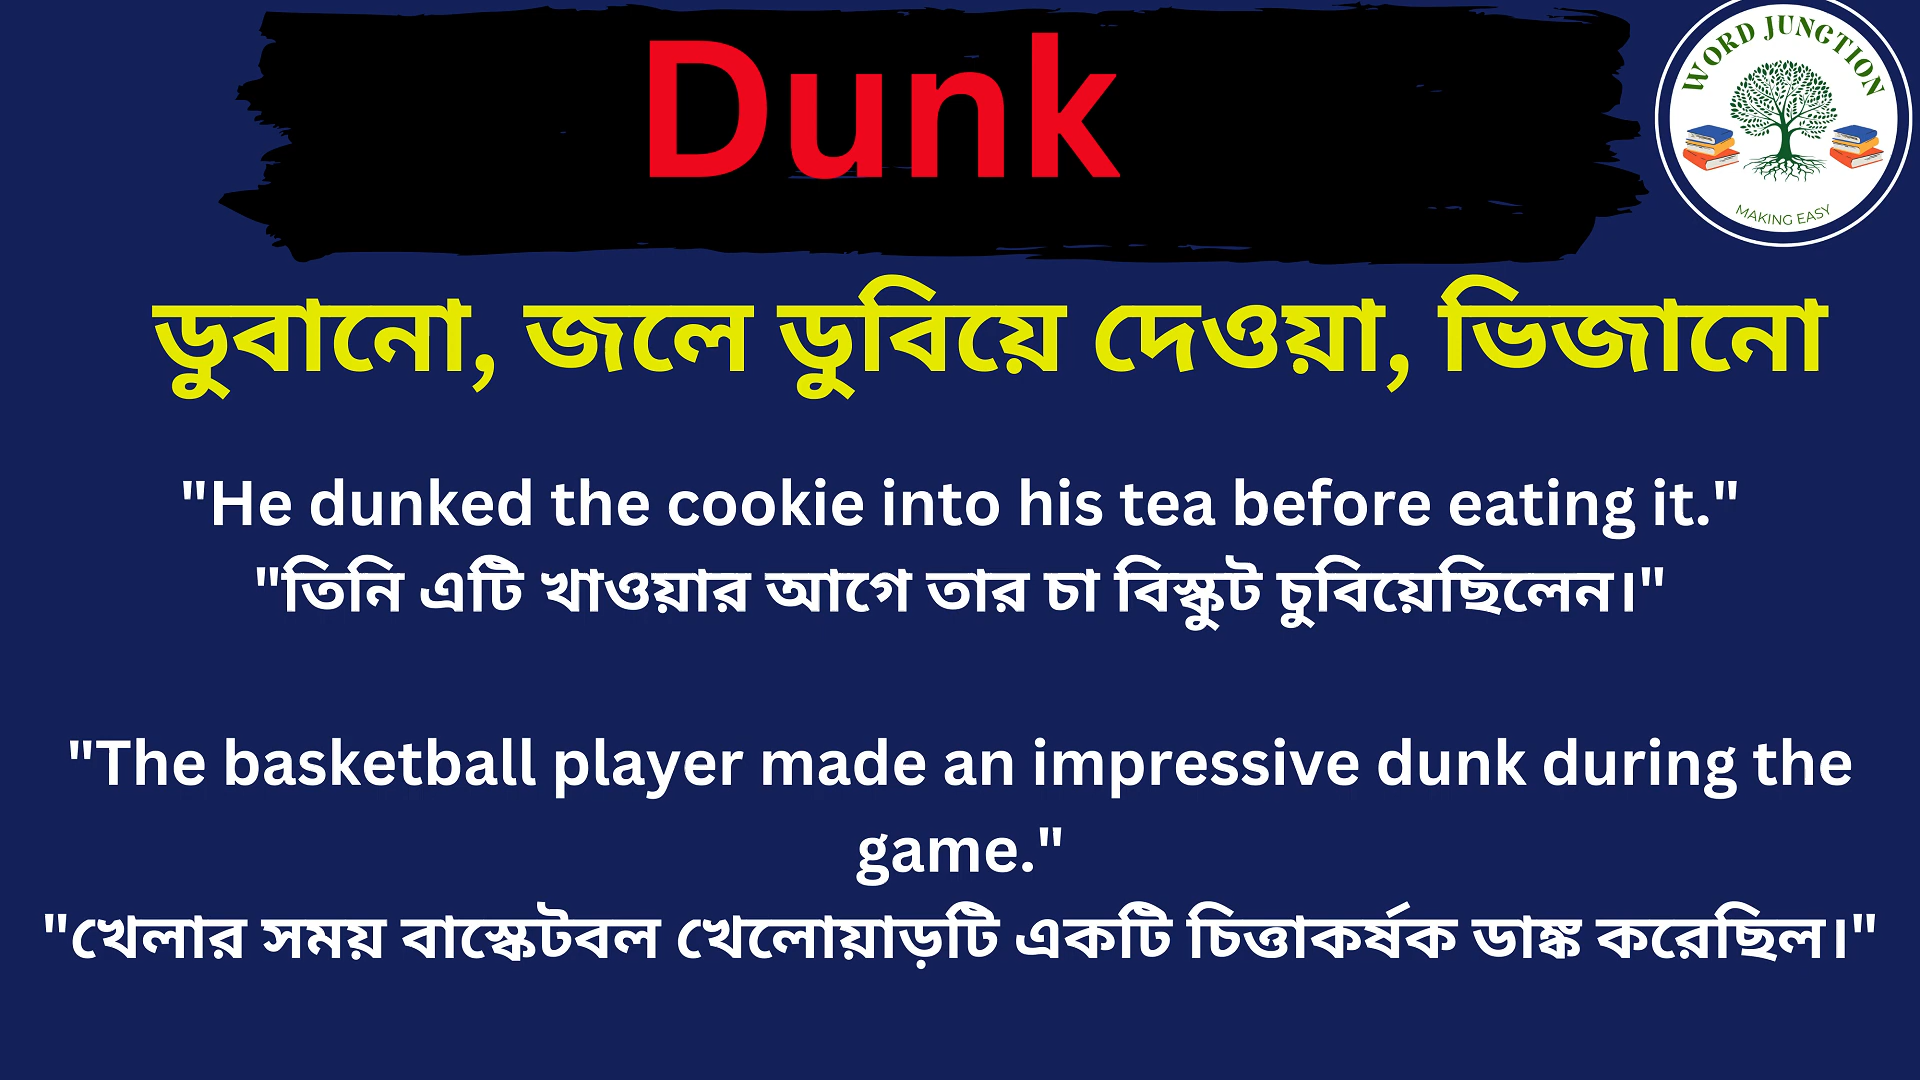 Dunk
WORD JUNCTION
MAKING EASY
ডুবানো, জলে ডুবিয়ে দেওয়া, ভিজানো
"He dunked the cookie into his tea before eating it."
"তিনি এটি খাওয়ার আগে তার চা বিস্কুট চুবিয়েছিলেন।"
"The basketball player made an impressive dunk during the
game."
"খেলার সময় বাস্কেটবল খেলোয়াড়টি একটি চিত্তাকর্ষক ডাঙ্ক করেছিল।"